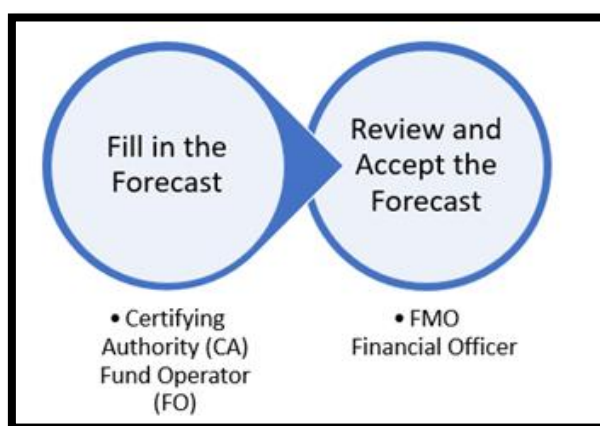 Fill in the
Forecast
Review and
Accept the
Forecast
• Certifying
Authority (CA)
Fund Operator
(FO)
• FMO
Financial Officer